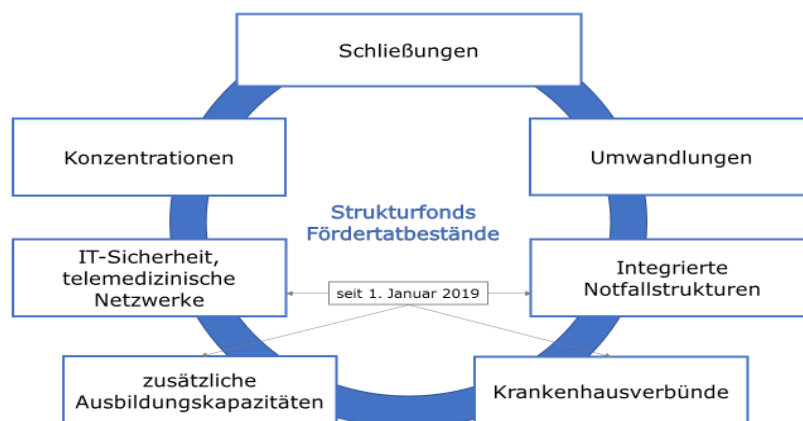 Schließungen
Konzentrationen
Umwandlungen
Strukturfonds
Fördertatbestände
IT-Sicherheit,
telemedizinische
Netzwerke
seit 1. Januar 2019
Integrierte
Notfallstrukturen
zusätzliche
Ausbildungskapazitäten
Krankenhausverbünde